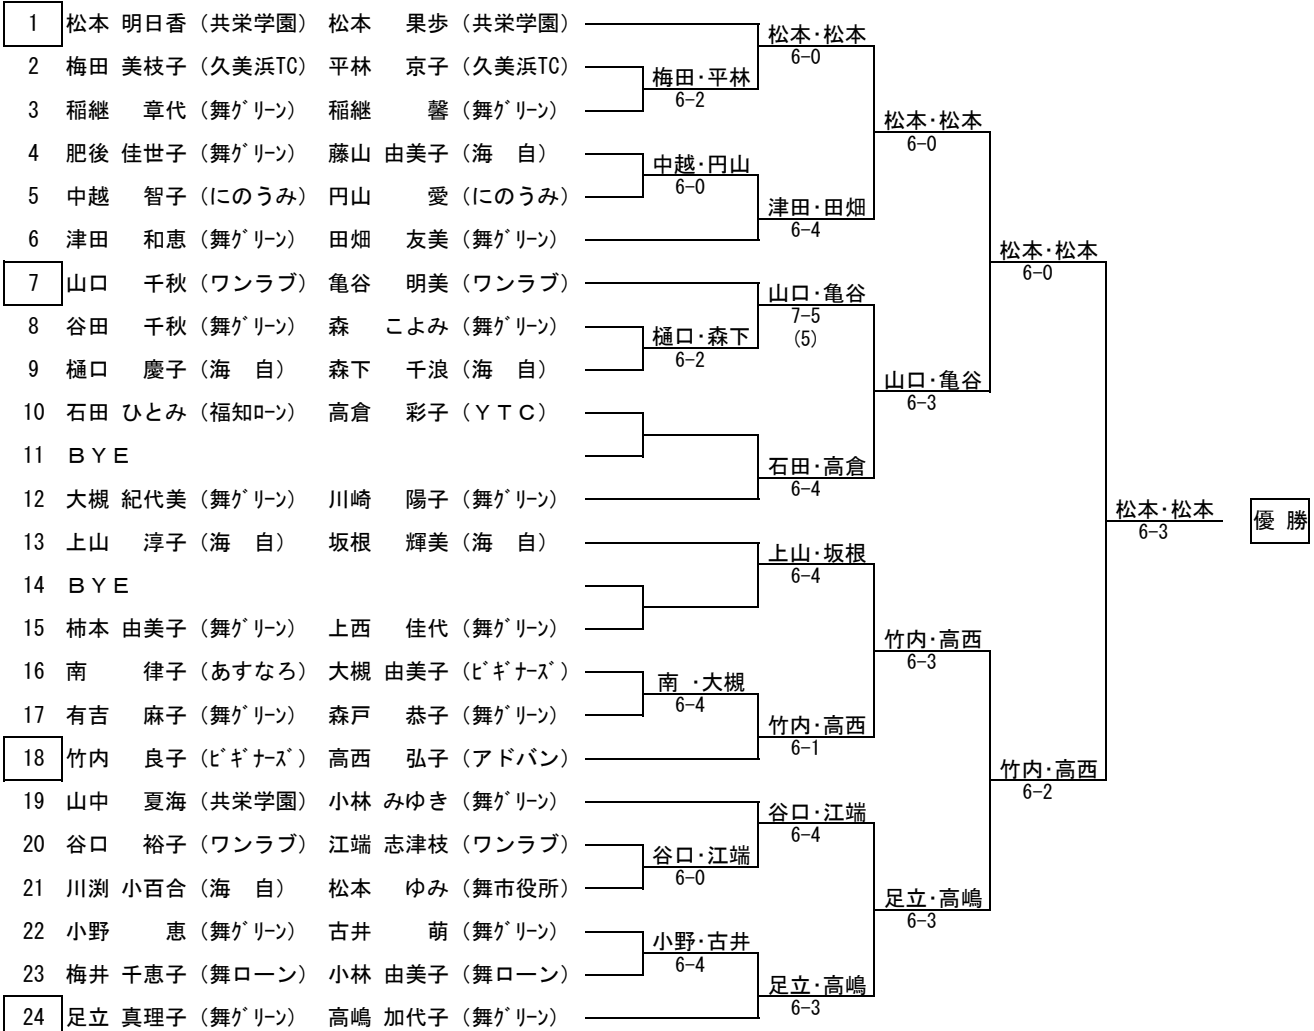 1 松本 明日香 (共栄学園) 松本 果歩 (共栄学園)
2 梅田 美枝子 (久美浜TC) 平林 京子 (久美浜TC)
3 稲継 章代 (舞ｸﾞﾘｰﾝ) 稲継 馨 (舞ｸﾞﾘｰﾝ)
4 肥後 佳世子 (舞ｸﾞﾘｰﾝ) 藤山 由美子 (海 自)
5 中越 智子 (にのうみ) 円山 愛 (にのうみ)
6 津田 和恵 (舞ｸﾞﾘｰﾝ) 田畑 友美 (舞ｸﾞﾘｰﾝ)
7 山口 千秋 (ワンラブ) 亀谷 明美 (ワンラブ)
8 谷田 千秋 (舞ｸﾞﾘｰﾝ) 森 こよみ (舞ｸﾞﾘｰﾝ)
9 樋口 慶子 (海 自) 森下 千浪 (海 自)
10 石田 ひとみ (福知ﾛｰﾝ) 高倉 彩子 (ＹＴＣ)
11 ＢＹＥ
12 大槻 紀代美 (舞ｸﾞﾘｰﾝ) 川崎 陽子 (舞ｸﾞﾘｰﾝ)
13 上山 淳子 (海 自) 坂根 輝美 (海 自)
14 ＢＹＥ
15 柿本 由美子 (舞ｸﾞﾘｰﾝ) 上西 佳代 (舞ｸﾞﾘｰﾝ)
16 南 律子 (あすなろ) 大槻 由美子 (ﾋﾞｷﾞﾅｰｽﾞ)
17 有吉 麻子 (舞ｸﾞﾘｰﾝ) 森戸 恭子 (舞ｸﾞﾘｰﾝ)
18 竹内 良子 (ﾋﾞｷﾞﾅｰｽﾞ) 高西 弘子 (アドバン)
19 山中 夏海 (共栄学園) 小林 みゆき (舞ｸﾞﾘｰﾝ)
20 谷口 裕子 (ワンラブ) 江端 志津枝 (ワンラブ)
21 川渕 小百合 (海 自) 松本 ゆみ (舞市役所)
22 小野 恵 (舞ｸﾞﾘｰﾝ) 古井 萌 (舞ｸﾞﾘｰﾝ)
23 梅井 千恵子 (舞ローン) 小林 由美子 (舞ローン)
24 足立 真理子 (舞ｸﾞﾘｰﾝ) 高嶋 加代子 (舞ｸﾞﾘｰﾝ)
梅田・平林
6-2
中越・円山
6-0
樋口・森下
6-2
南 ・大槻
6-4
谷口・江端
6-0
小野・古井
6-4
松本・松本
6-0
津田・田畑
6-4
山口・亀谷
7-5
(5)
石田・高倉
6-4
上山・坂根
6-4
竹内・高西
6-1
谷口・江端
6-4
足立・高嶋
6-3
松本・松本
6-0
山口・亀谷
6-3
竹内・高西
6-3
足立・高嶋
6-3
松本・松本
6-0
竹内・高西
6-2
松本・松本
6-3
優 勝